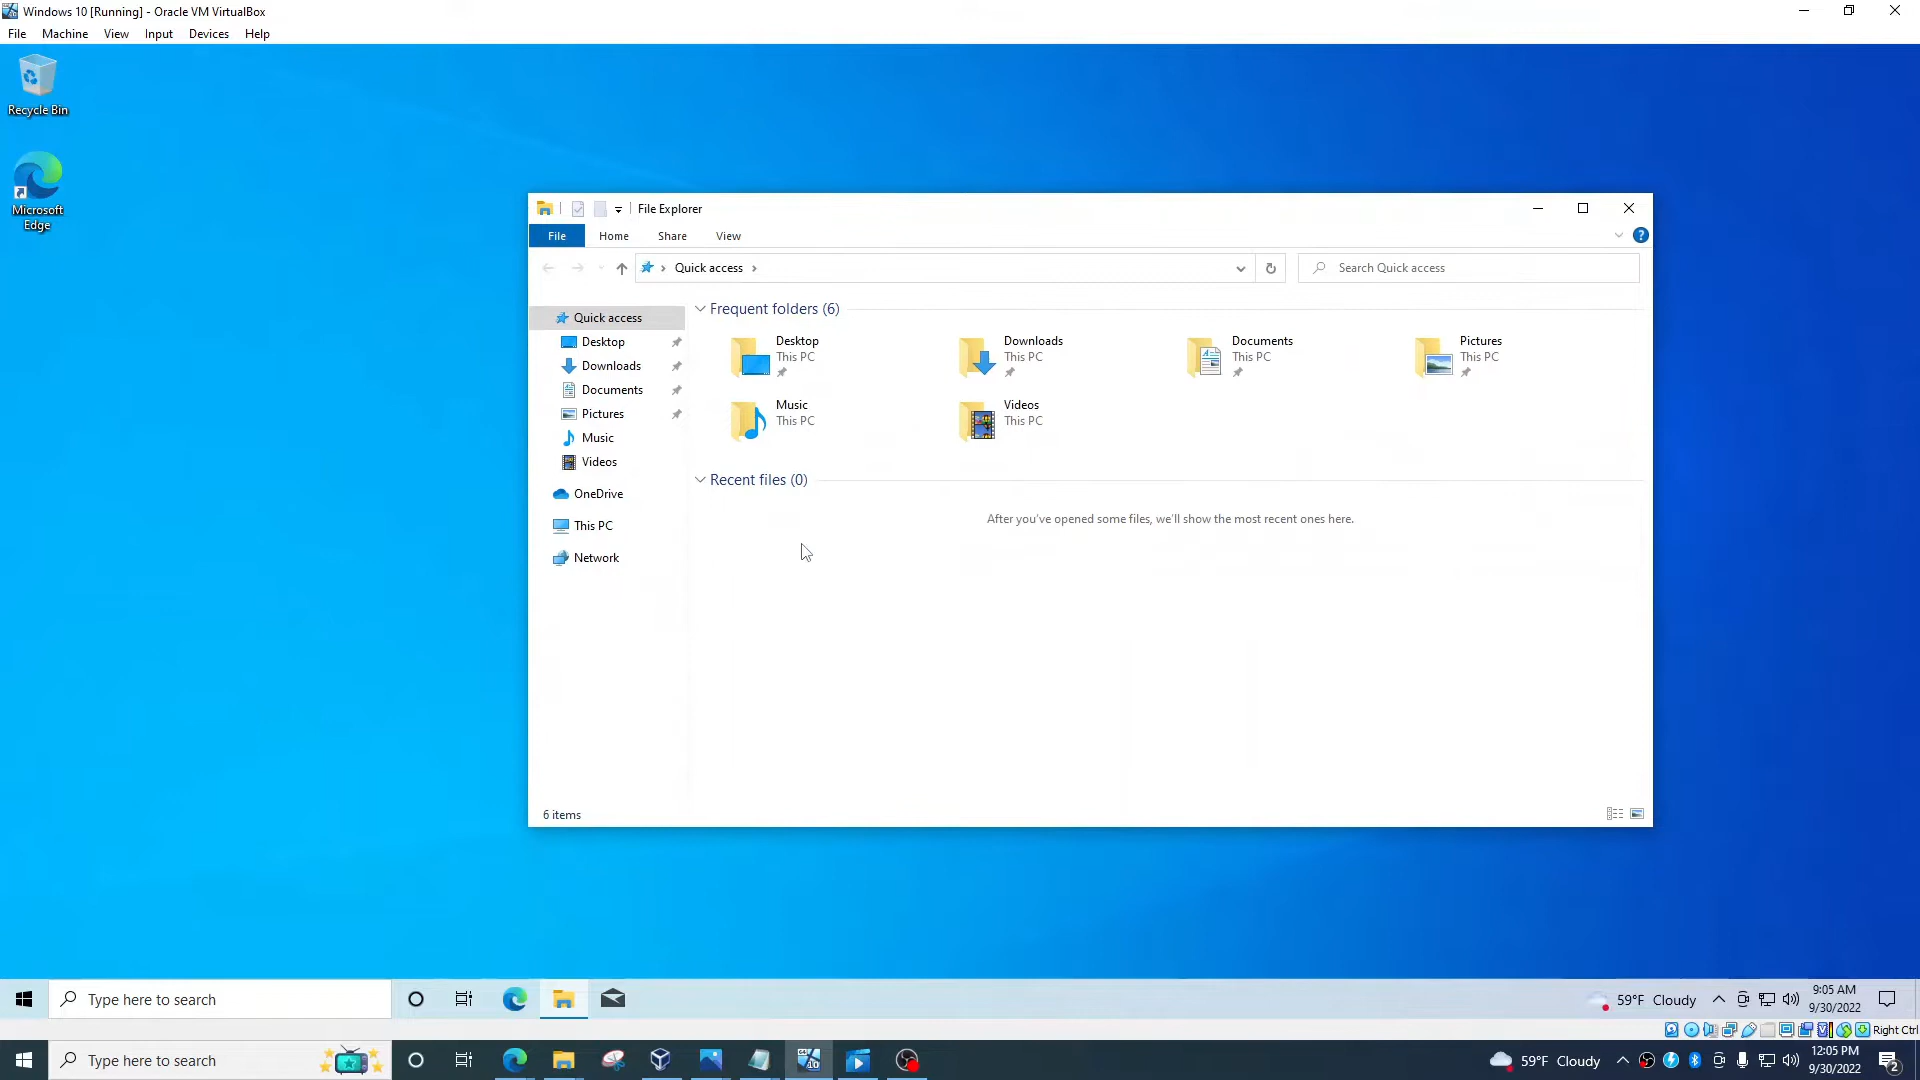 Windows 10 [Running] - Oracle VM VirtualBox
File Machine View Input Devices Help
Recycle Bin
Microsoft
Edge
File Explorer
File Home Share View
Quick access
Search Quick access
Quick access
Desktop
Downloads
Documents
Pictures
Music
Videos
OneDrive
This PC
Network
Frequent folders (6)
Desktop
This PC
Downloads
This PC
Documents
This PC
Pictures
This PC
Music
This PC
Videos
This PC
Recent files (0)
After you've opened some files, we'll show the most recent ones here.
6 items
Type here to search
59°F Cloudy
9:05 AM
9/30/2022
Right Ctrl
Type here to search
59°F Cloudy
12:05 PM
9/30/2022
2